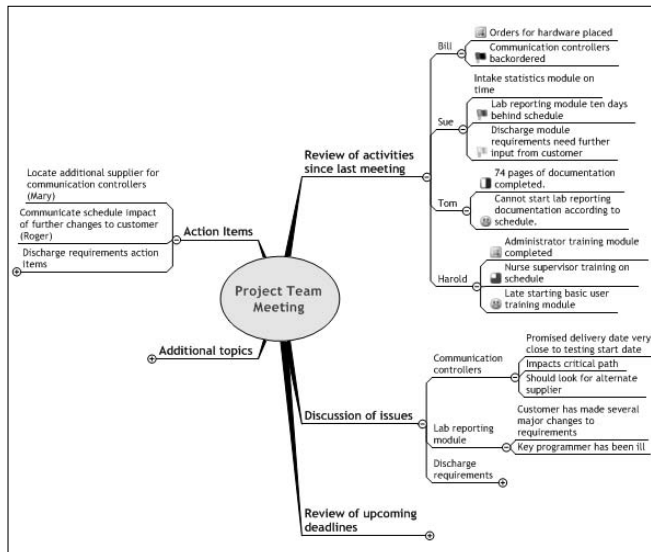 Project Team
Meeting
Review of activities
since last meeting
Bill
Orders for hardware placed
Communication controllers
backordered
Sue
Intake statistics module on
time
Lab reporting module ten days
behind schedule
Discharge module
requirements need further
input from customer
Tom
74 pages of documentation
completed.
Cannot start lab reporting
documentation according to
schedule.
Harold
Administrator training module
completed
Nurse supervisor training on
schedule
Late starting basic user
training module
Discussion of issues
Communication
controllers
Promised delivery date very
close to testing start date
Impacts critical path
Should look for alternate
supplier
Lab reporting
module
Customer has made several
major changes to
requirements
Key programmer has been ill
Discharge
requirements
Review of upcoming
deadlines
Additional topics
Action Items
Locate additional supplier for
communication controllers
(Mary)
Communicate schedule impact
of further changes to customer
(Roger)
Discharge requirements action
items